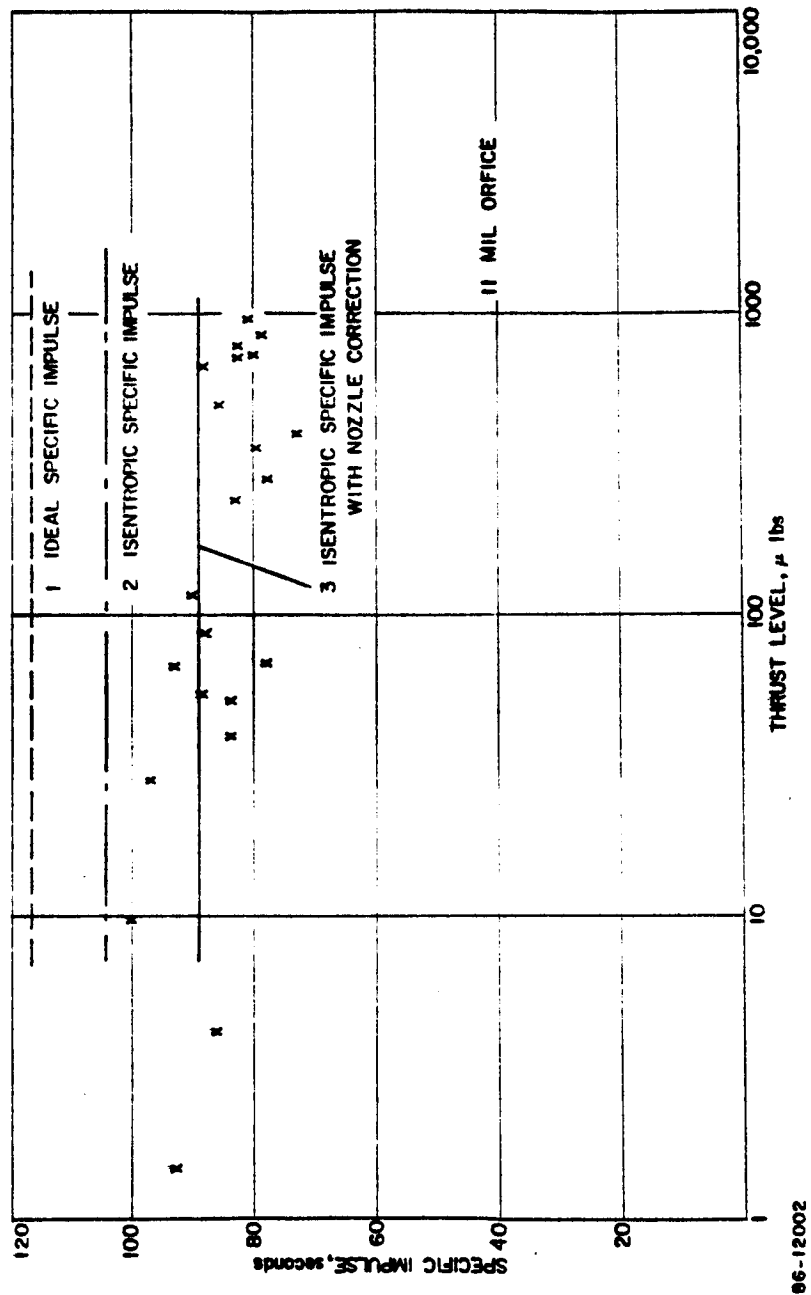 120
100
80
60
40
20
SPECIFIC IMPULSE, seconds
1 IDEAL SPECIFIC IMPULSE
2 ISENTROPIC SPECIFIC IMPULSE
3 ISENTROPIC SPECIFIC IMPULSE
WITH NOZZLE CORRECTION
11 MIL ORFICE
1
10
100
1000
10,000
THRUST LEVEL, μ lbs
86-12002